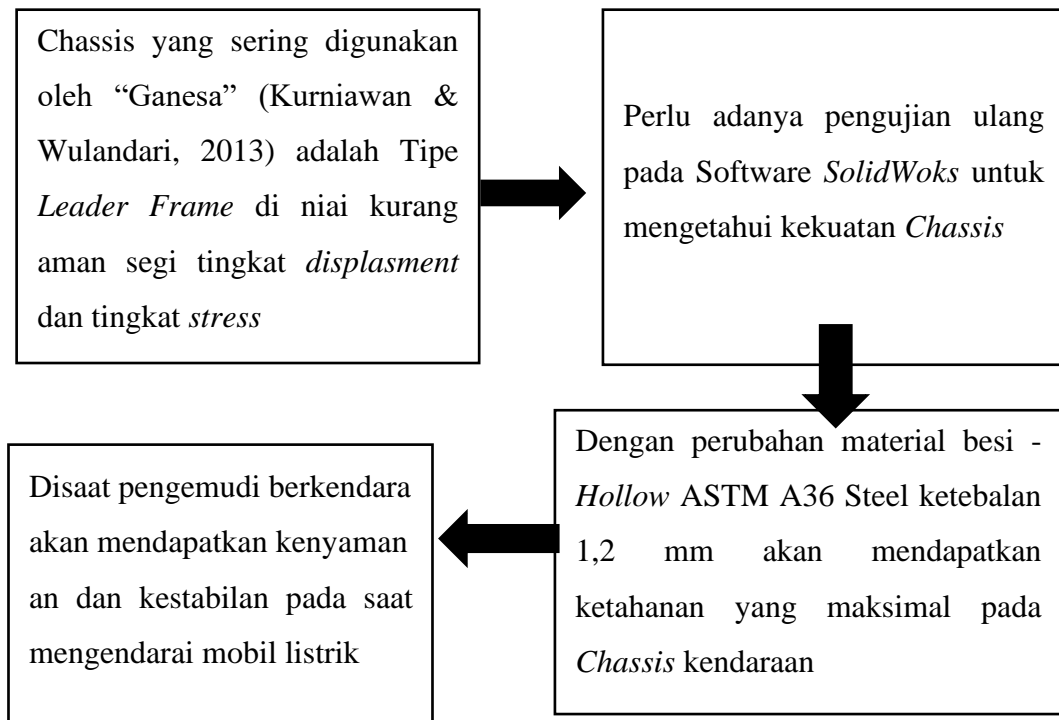 Chassis yang sering digunakan
oleh “Ganesa” (Kurniawan &
Wulandari, 2013) adalah Tipe
Leader Frame di niai kurang
aman segi tingkat displasment
dan tingkat stress
Perlu adanya pengujian ulang
pada Software SolidWoks untuk
mengetahui kekuatan Chassis
Dengan perubahan material besi -
Hollow ASTM A36 Steel ketebalan
1,2 mm akan mendapatkan
ketahanan yang maksimal pada
Chassis kendaraan
Disaat pengemudi berkendara
akan mendapatkan kenyaman
an dan kestabilan pada saat
mengendarai mobil listrik